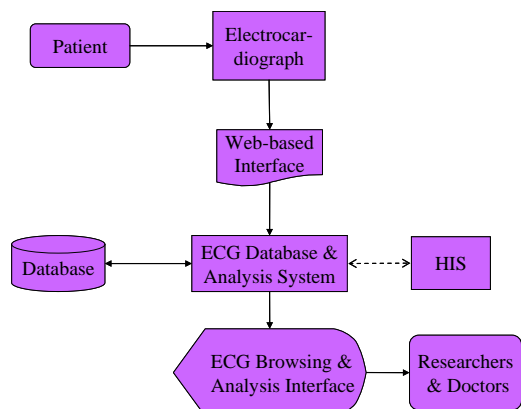 Patient
Electrocar-
diograph
Web-based
Interface
Database
ECG Database &
Analysis System
HIS
ECG Browsing &
Analysis Interface
Researchers
& Doctors